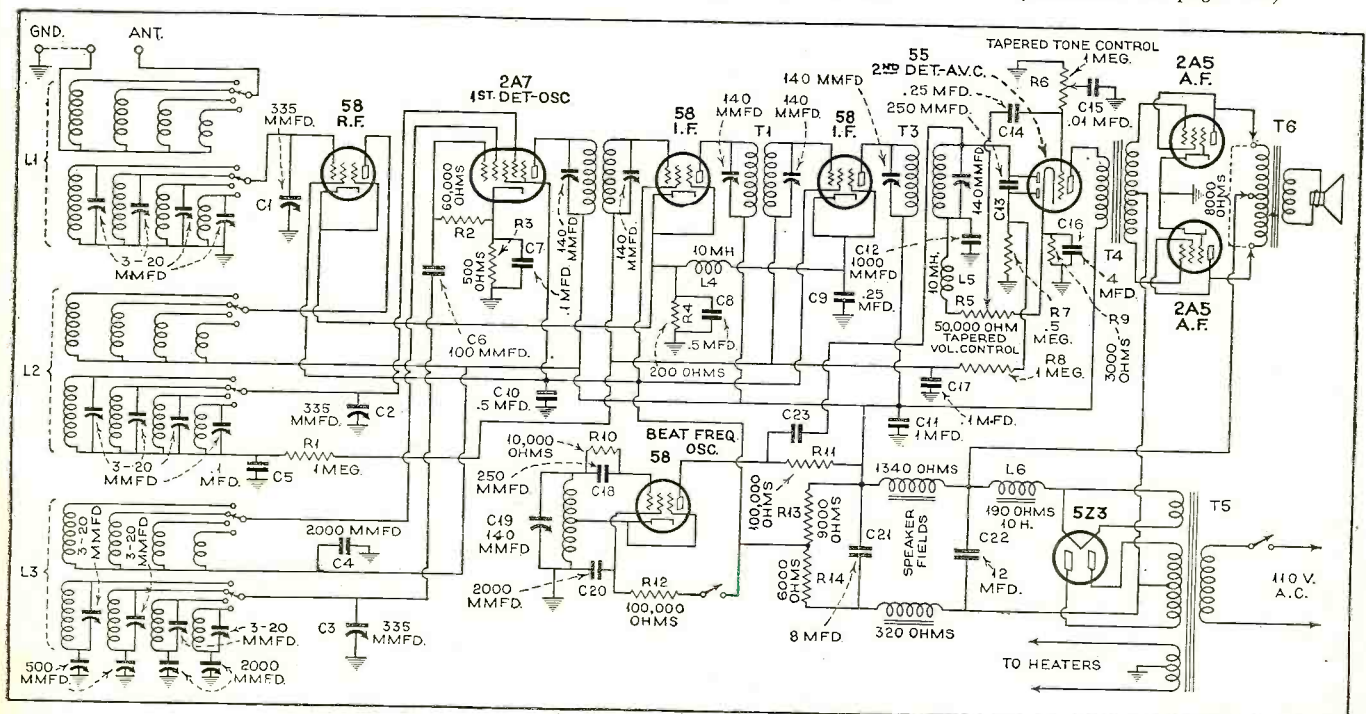 GND.
ANT.
L1
335
MMFD.
C1
58
R.F.
3-20
MMFD
2A7
1ST. DET-OSC
60,000
OHMS
R2
R3
500
OHMS
C7
.1 MFD.
C6
100 MMFD.
140
MMFD
140
MMFD
58
I.F.
140
MMFD
T1
140
MMFD
10 MH
L4
R4
C8
.5 MFD.
200 OHMS
58
I.F.
140 MMFD
T3
C9
.25
MFD.
55
2ND DET-A.V.C.
.25 MFD.
250 MMFD.
C14
C13
140MMFD
C12
1000
MMFD
10 MH.
L5
R5
50,000 OHM
TAPERED
VOL.CONTROL
TAPERED TONE CONTROL
1 MEG.
R6
C15
.01 MFD.
C16
4
MFD.
R7
.5
MEG.
R9
3000
OHMS
R8
1 MEG.
T4
2A5
A.F.
8000
OHMS
T6
2A5
A.F.
L2
335
MMFD
C2
3-20
MMFD
.1
MFD.
C5
R1
1 MEG.
C10
.5 MFD.
C17
.1 MFD.
C11
1 MFD.
C23
BEAT FREQ.
OSC.
58
10,000
OHMS
R10
250
MMFD.
C18
C19
140
MMFD
2000
MMFD.
C20
R12
100,000
OHMS
R11
100,000
OHMS
R13
9000
OHMS
R14
6000
OHMS
C21
8 MFD.
1340 OHMS
SPEAKER
FIELDS
320 OHMS
L6
190 OHMS
10 H.
C22
12
MFD.
5Z3
T5
110 V.
A.C.
TO HEATERS
L3
3-20
MMFD
3-20
MMFD
2000 MMFD
C4
3-20
MMFD.
C3
335
MMFD
500
MMFD
2000
MMFD.